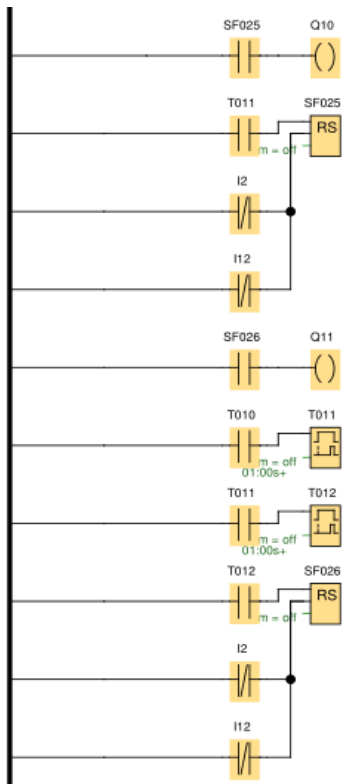 SF025 Q10
T011 SF025
RS
m = off
I2
I12
SF026 Q11
T010 T011
m = off
01:00s+
T011 T012
m = off
01:00s+
T012 SF026
RS
m = off
I2
I12